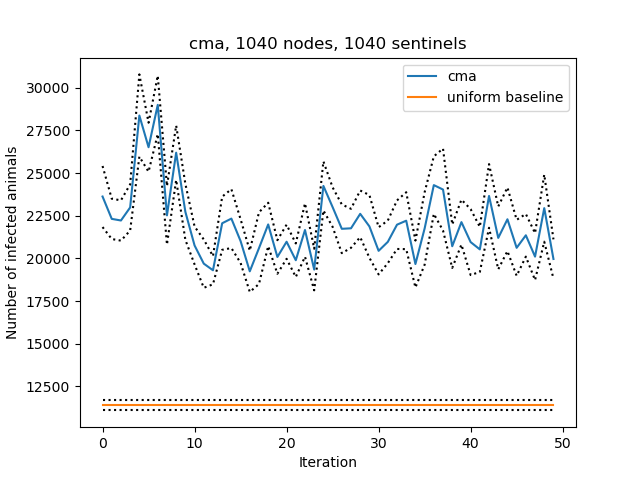 cma, 1040 nodes, 1040 sentinels
cma
uniform baseline
Number of infected animals
30000
27500
25000
22500
20000
17500
15000
12500
0 10 20 30 40 50
Iteration